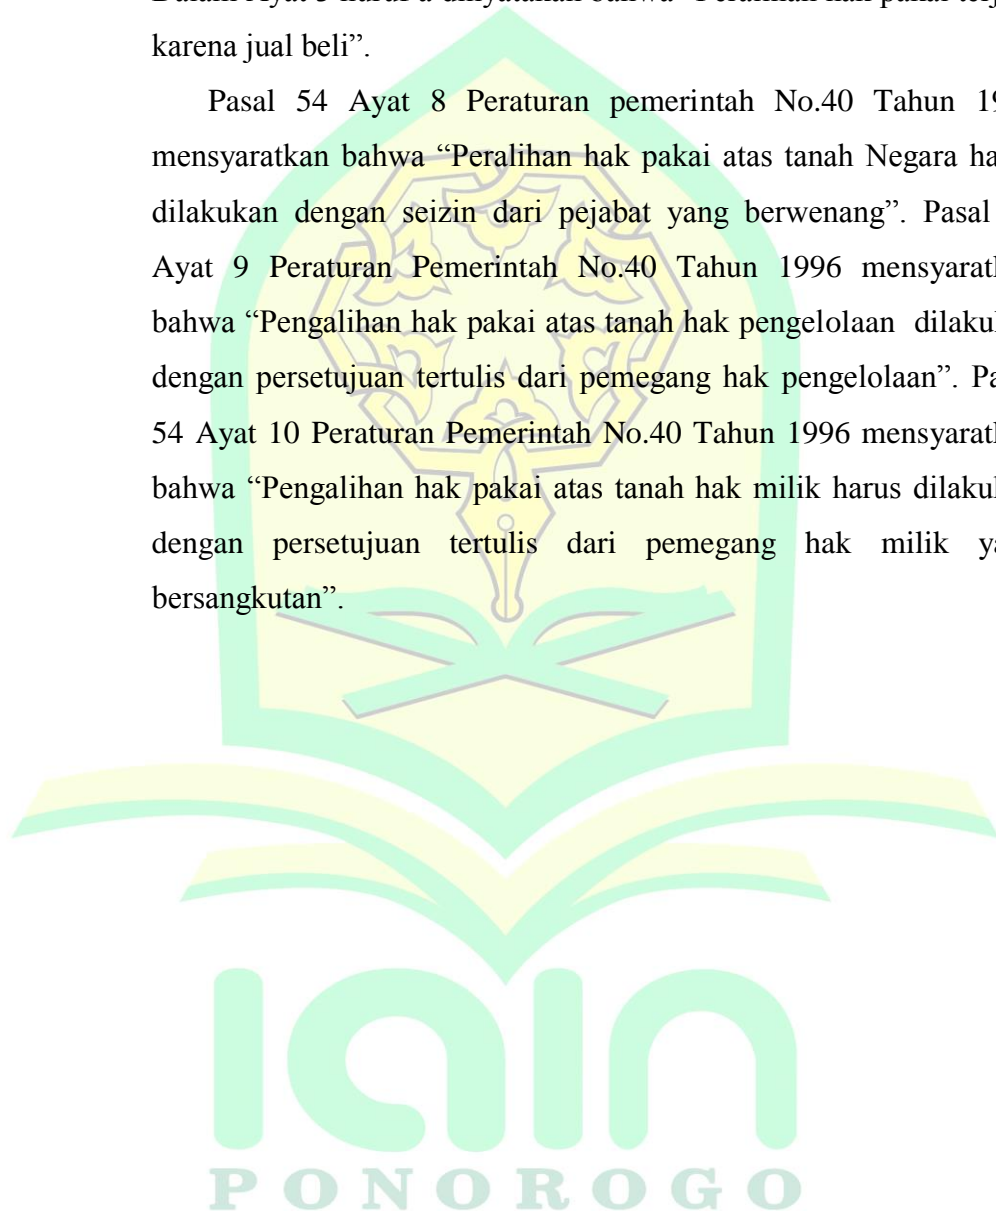 karena jual beli”.
Pasal 54 Ayat 8 Peraturan pemerintah No.40 Tahun
mensyaratkan bahwa “Peralihan hak pakai atas tanah Negara
dilakukan dengan seizin dari pejabat yang berwenang”. Pasal
Ayat 9 Peraturan Pemerintah No.40 Tahun 1996
bahwa “Pengalihan hak pakai atas tanah hak pengelolaan
dengan persetujuan tertulis dari pemegang hak pengelolaan”.
54 Ayat 10 Peraturan Pemerintah No.40 Tahun 1996
bahwa “Pengalihan hak pakai atas tanah hak milik harus
dengan persetujuan tertulis dari pemegang hak milik
bersangkutan”.
iain
PONOROGO